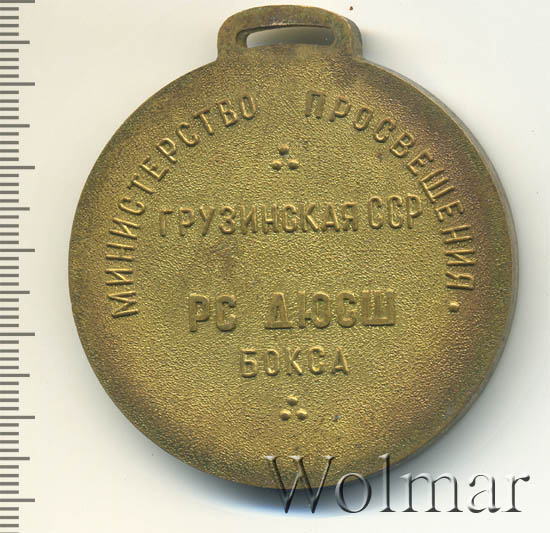 МИНИСТЕРСТВО ПРОСВЕЩЕНИЯ.
ГРУЗИНСКАЯ ССР
РС ДЮСШ
БОКСА
Wolmar